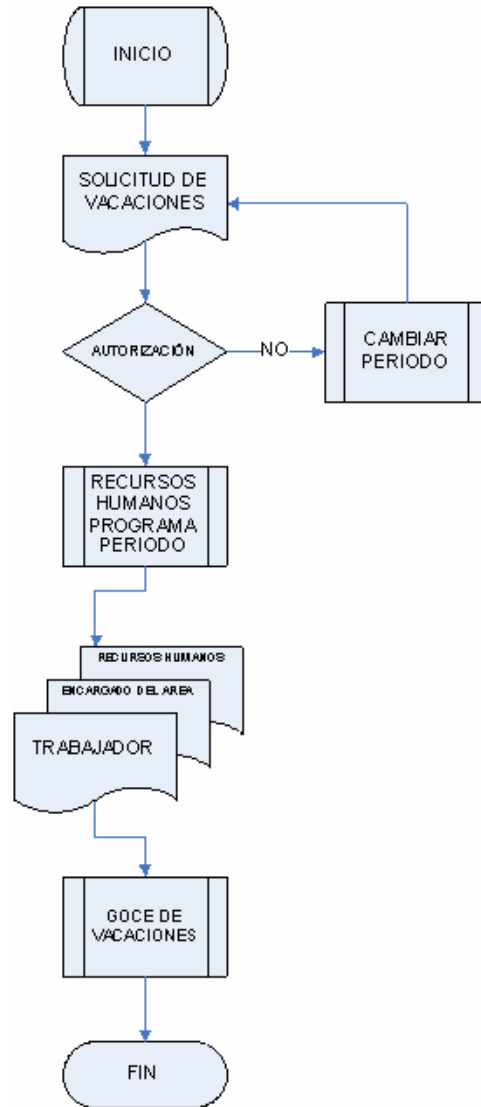 INICIO
SOLICITUD DE
VACACIONES
AUTORIZACIÓN
NO
CAMBIAR
PERIODO
RECURSOS
HUMANOS
PROGRAMA
PERIODO
RECURSOS HUMANOS
ENCARGADO DEL AREA
TRABAJADOR
GOCE DE
VACACIONES
FIN